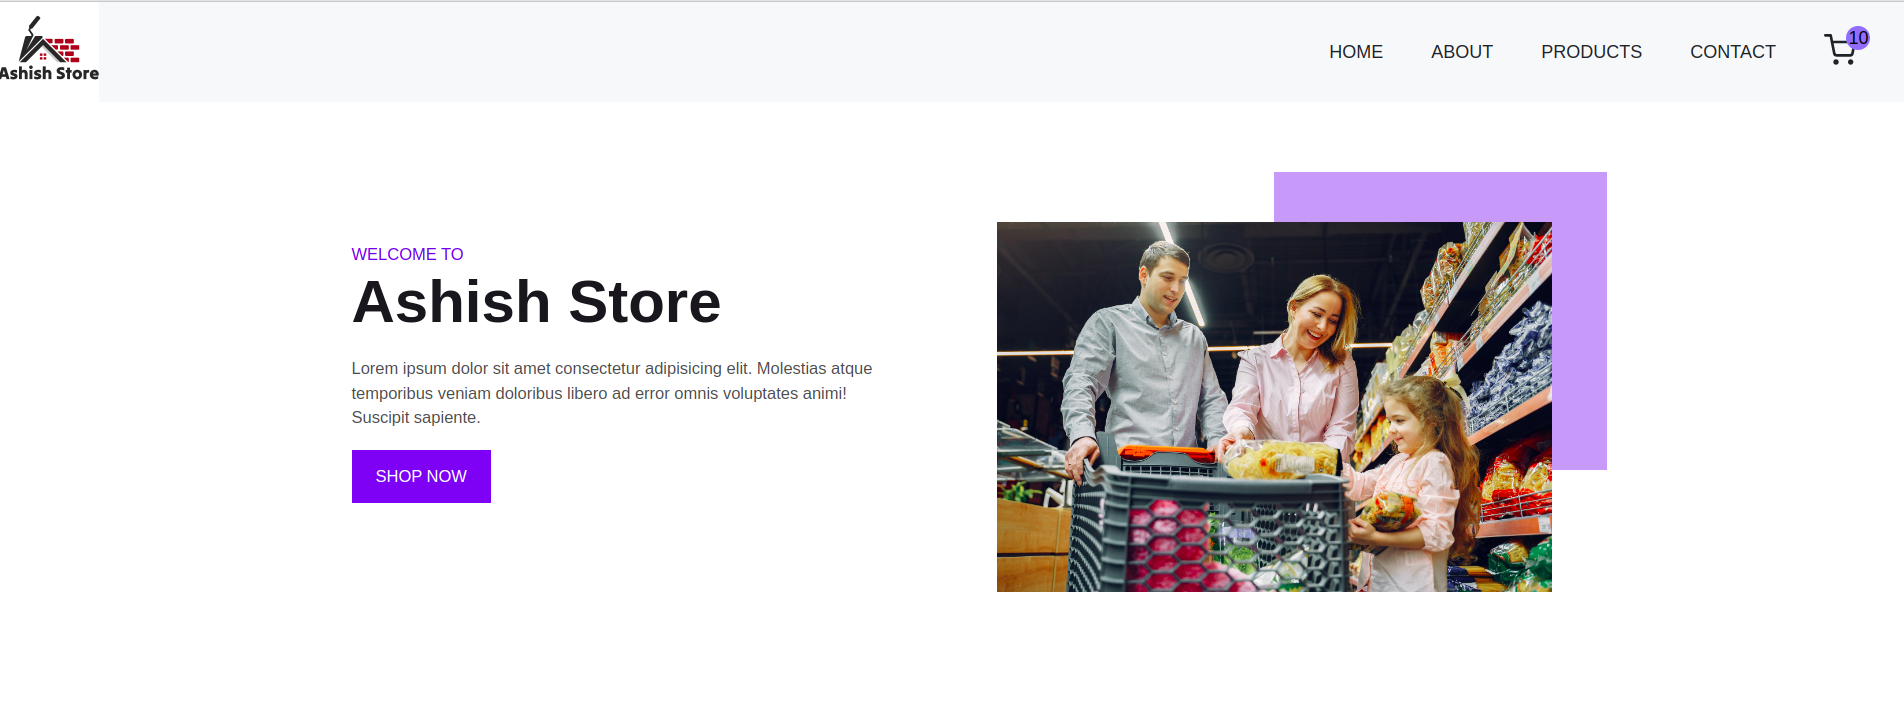 Ashish Store
HOME ABOUT PRODUCTS CONTACT 10
WELCOME TO
Ashish Store
Lorem ipsum dolor sit amet consectetur adipisicing elit. Molestias atque
temporibus veniam doloribus libero ad error omnis voluptates animi!
Suscipit sapiente.
SHOP NOW